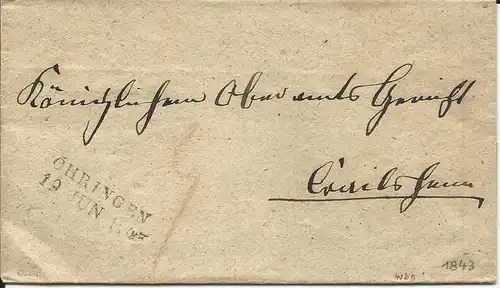 Königlichem Oberamts Gericht
Crailsheim
ÖHRINGEN
19 JUN
1843